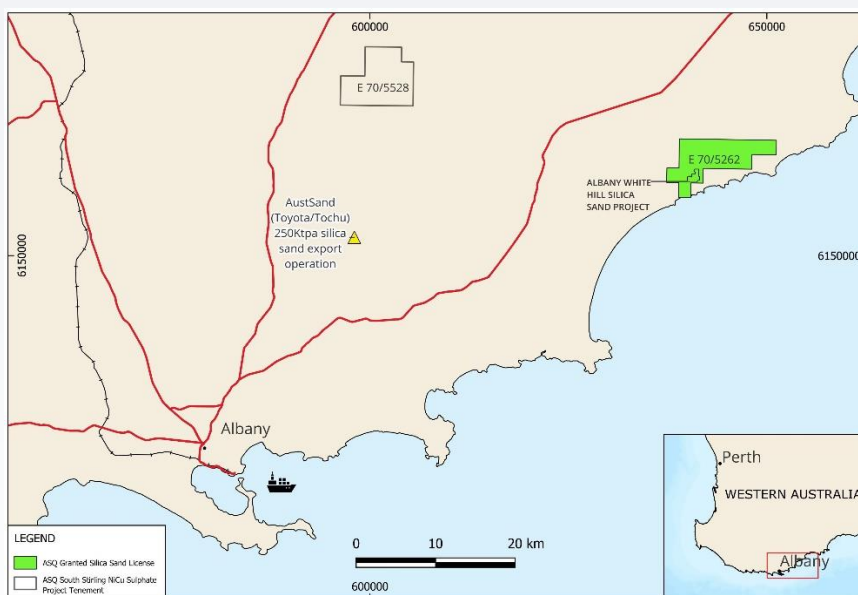 600000
650000
E 70/5528
E 70/5262
ALBANY WHITE
HILL SILICA
SAND PROJECT
AustSand
(Toyota/Tochu)
250Ktpa silica
sand export
operation
6150000
6150000
Albany
Perth
WESTERN AUSTRALIA
Albany
LEGEND
ASQ Granted Silica Sand License
ASQ South Stirling NiCu Sulphate
Project Tenement
0 10 20 km
600000